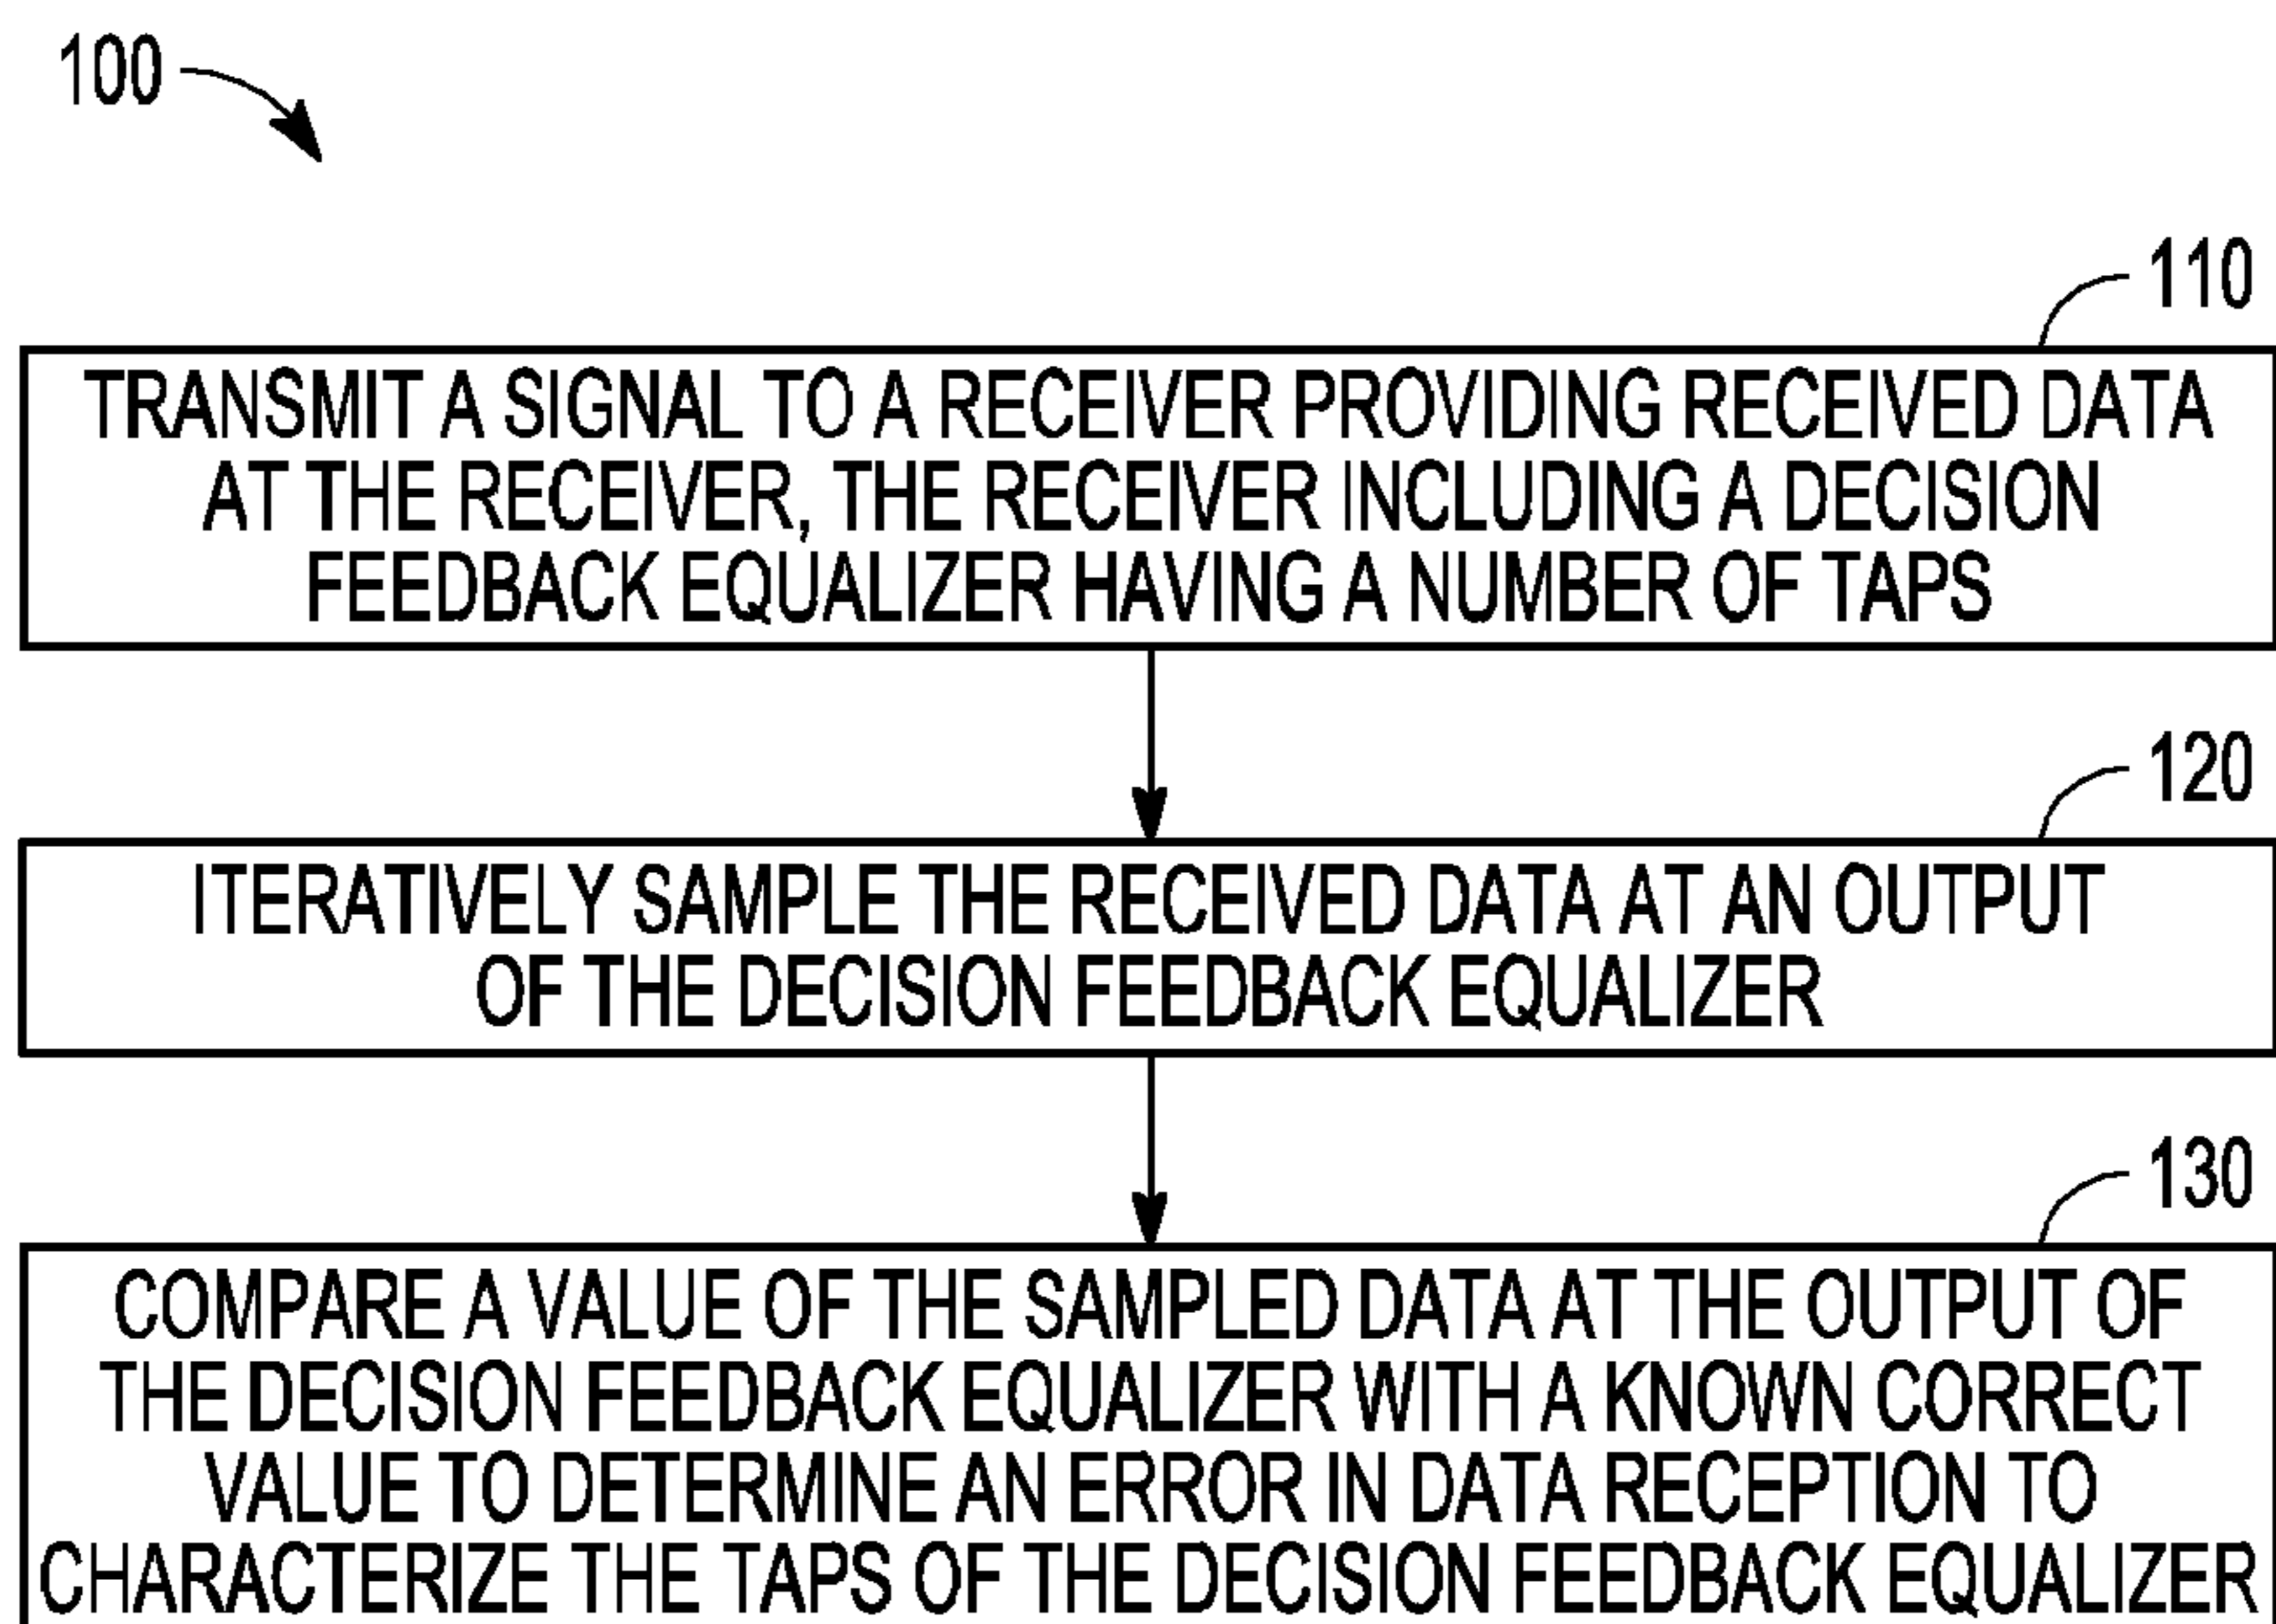 100
110
TRANSMIT A SIGNAL TO A RECEIVER PROVIDING RECEIVED DATA
AT THE RECEIVER, THE RECEIVER INCLUDING A DECISION
FEEDBACK EQUALIZER HAVING A NUMBER OF TAPS
120
ITERATIVELY SAMPLE THE RECEIVED DATA AT AN OUTPUT
OF THE DECISION FEEDBACK EQUALIZER
130
COMPARE A VALUE OF THE SAMPLED DATA AT THE OUTPUT OF
THE DECISION FEEDBACK EQUALIZER WITH A KNOWN CORRECT
VALUE TO DETERMINE AN ERROR IN DATA RECEPTION TO
CHARACTERIZE THE TAPS OF THE DECISION FEEDBACK EQUALIZER